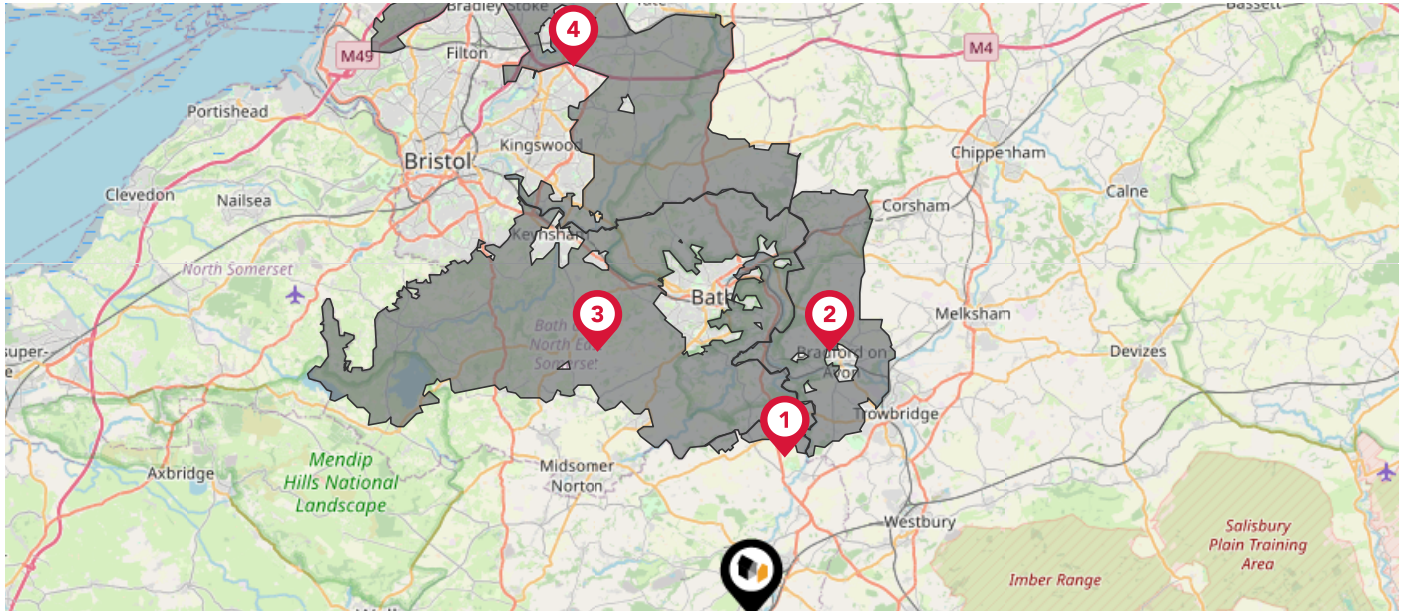 Bradley Stoke
Bassett
4
M4
M49
Filton
Portishead
Kingswood
Bristol
Chippenham
Clevedon
Nailsea
Calne
Corsham
Keynsham
North Somerset
Bath
3
2
Melksham
Bath
North Ea
Somerset
super-
Bradford on
Avon
Devizes
1
Trowbridge
Axbridge
Mendip
Hills National
Landscape
Midsomer
Norton
Westbury
Salisbury
Plain Training
Area
Imber Range